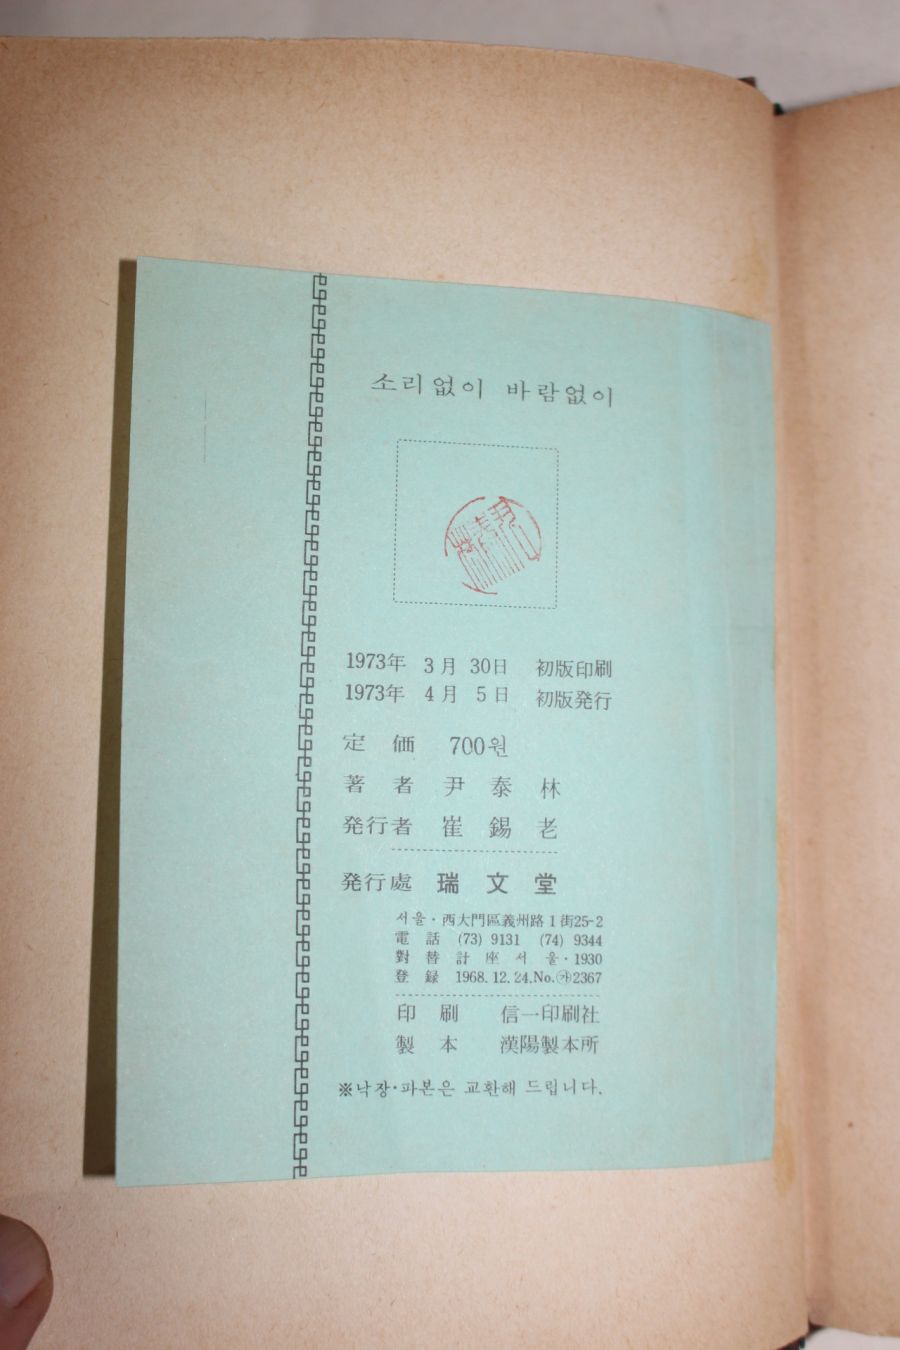 소리없이 바람없이
1973年 3月 30日 初版印刷
1973年 4月 5日 初版発行
定 価 700원
著 者 尹 泰 林
発行者 崔 錫 老
発行處 瑞 文 堂
서울·西大門區義州路1街25-2
電 話 (73) 9131 (74) 9344
對 替 計 座 서 울·1930
登 録 1968.12.24.No.㉮2367
印 刷 信一印刷社
製 本 漢陽製本所
※낙장·파본은 교환해 드립니다.